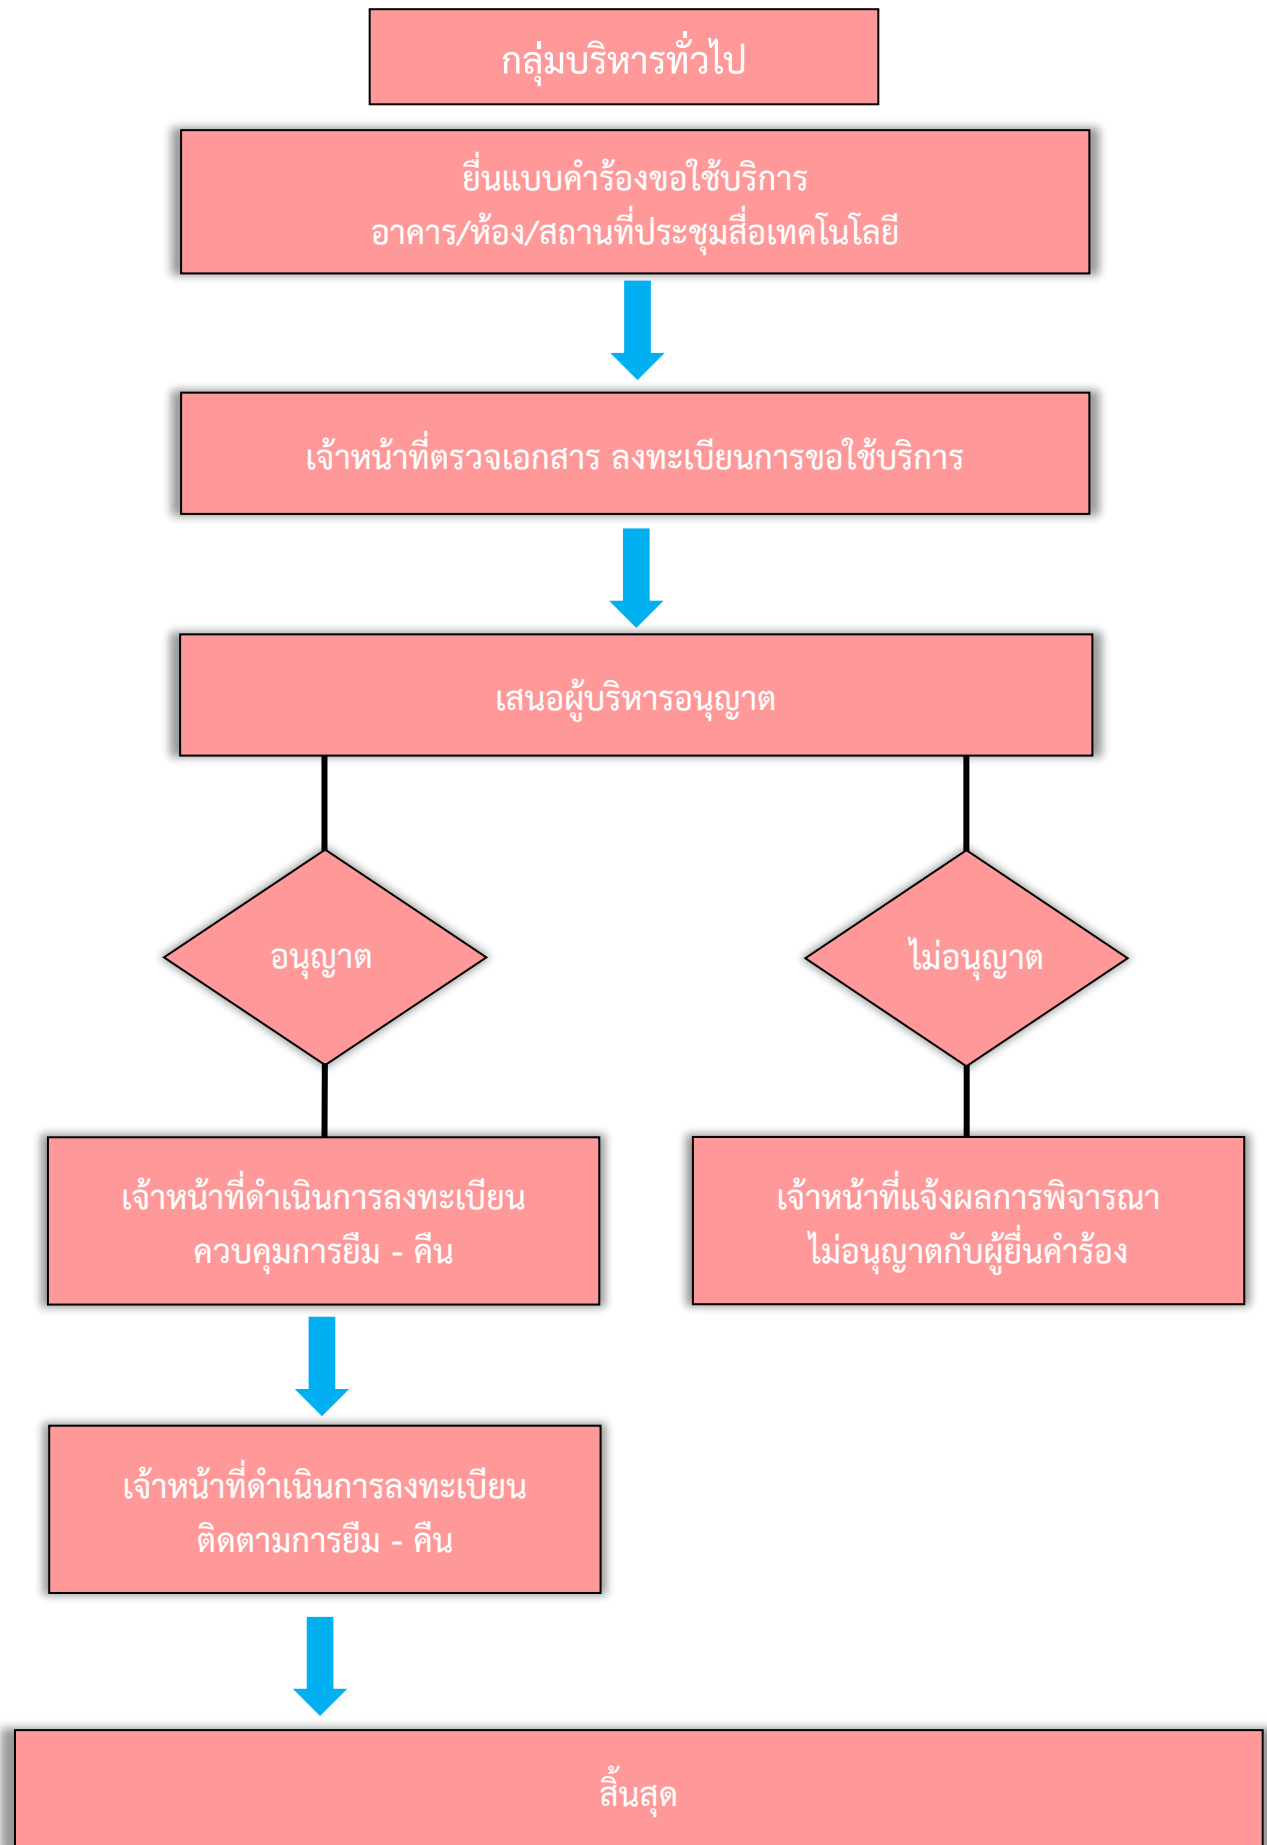 กลุ่มบริหารทั่วไป
ยื่นแบบคำร้องขอใช้บริการ
อาคาร/ห้อง/สถานที่ประชุมสื่อเทคโนโลยี
เจ้าหน้าที่ตรวจเอกสาร ลงทะเบียนการขอใช้บริการ
เสนอผู้บริหารอนุญาต
อนุญาต
ไม่อนุญาต
เจ้าหน้าที่ดำเนินการลงทะเบียน
ควบคุมการยืม - คืน
เจ้าหน้าที่แจ้งผลการพิจารณา
ไม่อนุญาตกับผู้ยื่นคำร้อง
เจ้าหน้าที่ดำเนินการลงทะเบียน
ติดตามการยืม - คืน
สิ้นสุด